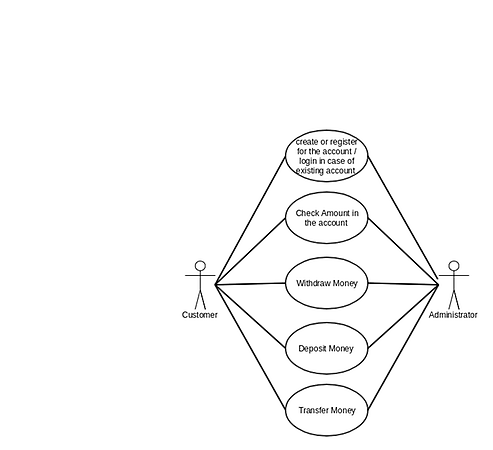 create or register
for the account /
login in case of
existing account
Check Amount in
the account
Withdraw Money
Customer
Administrator
Deposit Money
Transfer Money